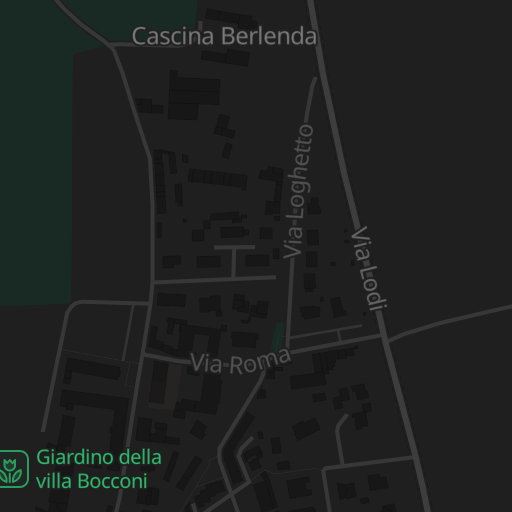 Cascina Berlenda
Via Loghetto
Via Lodi
Via Roma
Giardino della
villa Bocconi